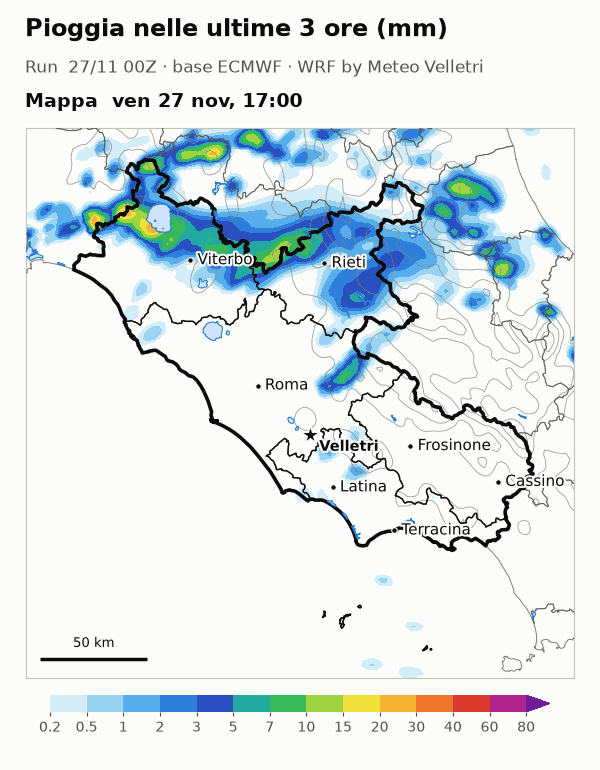 Pioggia nelle ultime 3 ore (mm)
Run  27/11 00Z · base ECMWF · WRF by Meteo Velletri
Mappa  ven 27 nov, 17:00
Viterbo
Rieti
Roma
Velletri
Frosinone
Cassino
Latina
Terracina
50 km
0.2 0.5 1 2 3 5 7 10 15 20 30 40 60 80